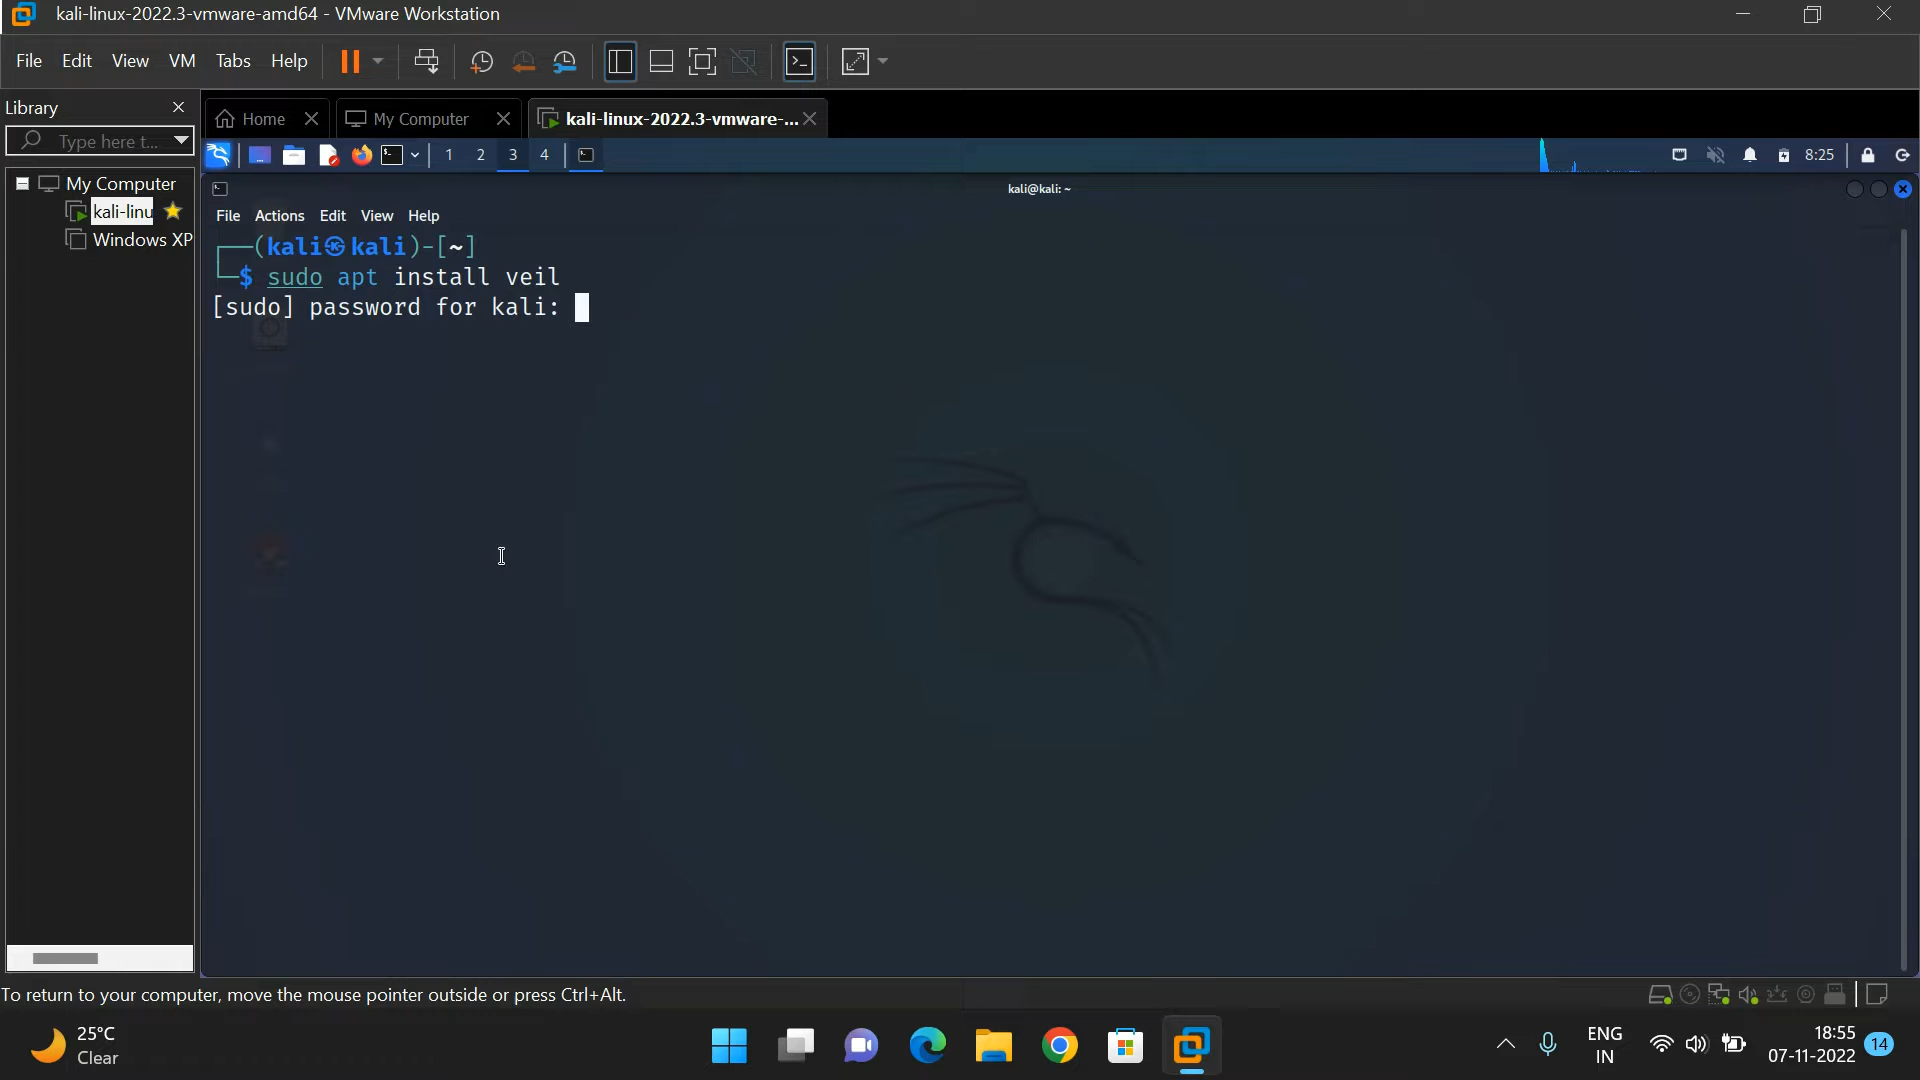 kali-linux-2022.3-vmware-amd64 - VMware Workstation
File Edit View VM Tabs Help
Library
Home
My Computer
kali-linux-2022.3-vmware-...
Type here t...
1 2 3 4
8:25
My Computer
kali-linu
Windows XP
kali@kali: ~
File Actions Edit View Help
┌──(kali㉿kali)-[~]
└─$ sudo apt install veil
[sudo] password for kali:
To return to your computer, move the mouse pointer outside or press Ctrl+Alt.
25°C
Clear
ENG
IN
18:55
07-11-2022
14